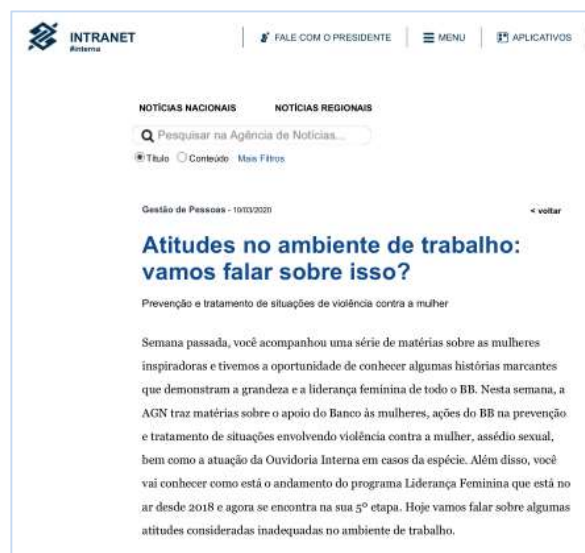 INTRANET
#interna
FALE COM O PRESIDENTE
MENU
APLICATIVOS
NOTÍCIAS NACIONAIS NOTÍCIAS REGIONAIS
Pesquisar na Agência de Notícias...
Título Conteúdo Mais Filtros
Gestão de Pessoas - 10/03/2020 < voltar
Atitudes no ambiente de trabalho:
vamos falar sobre isso?
Prevenção e tratamento de situações de violência contra a mulher
Semana passada, você acompanhou uma série de matérias sobre as mulheres
inspiradoras e tivemos a oportunidade de conhecer algumas histórias marcantes
que demonstram a grandeza e a liderança feminina de todo o BB. Nesta semana, a
AGN traz matérias sobre o apoio do Banco às mulheres, ações do BB na prevenção
e tratamento de situações envolvendo violência contra a mulher, assédio sexual,
bem como a atuação da Ouvidoria Interna em casos da espécie. Além disso, você
vai conhecer como está o andamento do programa Liderança Feminina que está no
ar desde 2018 e agora se encontra na sua 5º etapa. Hoje vamos falar sobre algumas
atitudes consideradas inadequadas no ambiente de trabalho.